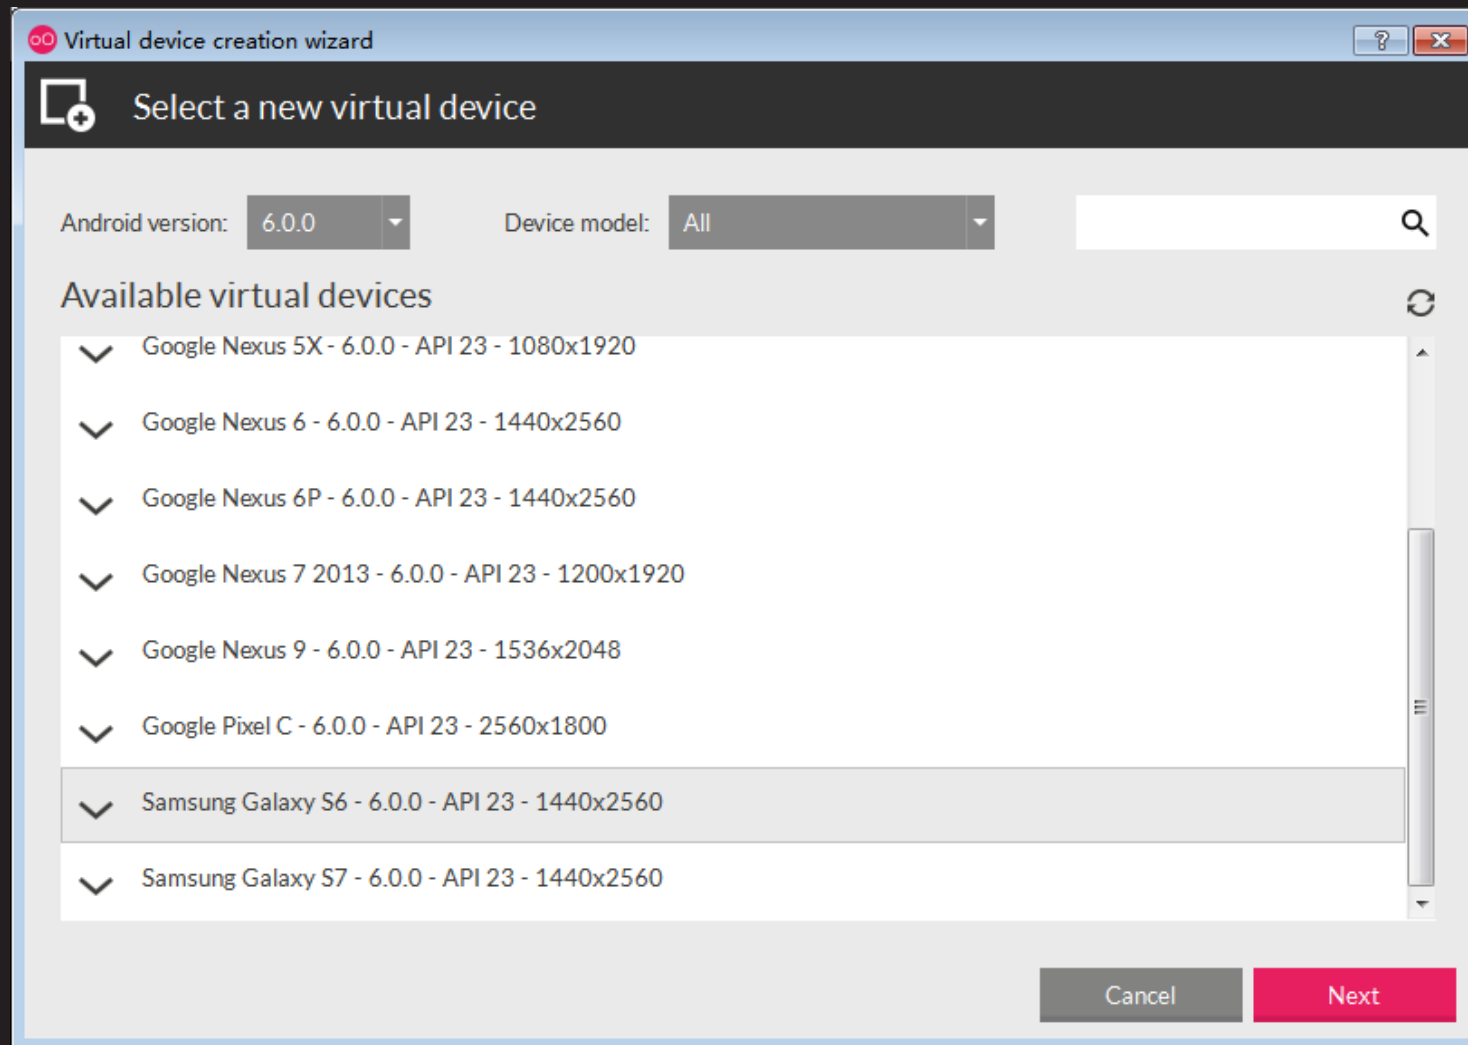 Virtual device creation wizard
Select a new virtual device
Android version: 6.0.0 Device model: All
Available virtual devices
Google Nexus 5X - 6.0.0 - API 23 - 1080x1920
Google Nexus 6 - 6.0.0 - API 23 - 1440x2560
Google Nexus 6P - 6.0.0 - API 23 - 1440x2560
Google Nexus 7 2013 - 6.0.0 - API 23 - 1200x1920
Google Nexus 9 - 6.0.0 - API 23 - 1536x2048
Google Pixel C - 6.0.0 - API 23 - 2560x1800
Samsung Galaxy S6 - 6.0.0 - API 23 - 1440x2560
Samsung Galaxy S7 - 6.0.0 - API 23 - 1440x2560
Cancel Next